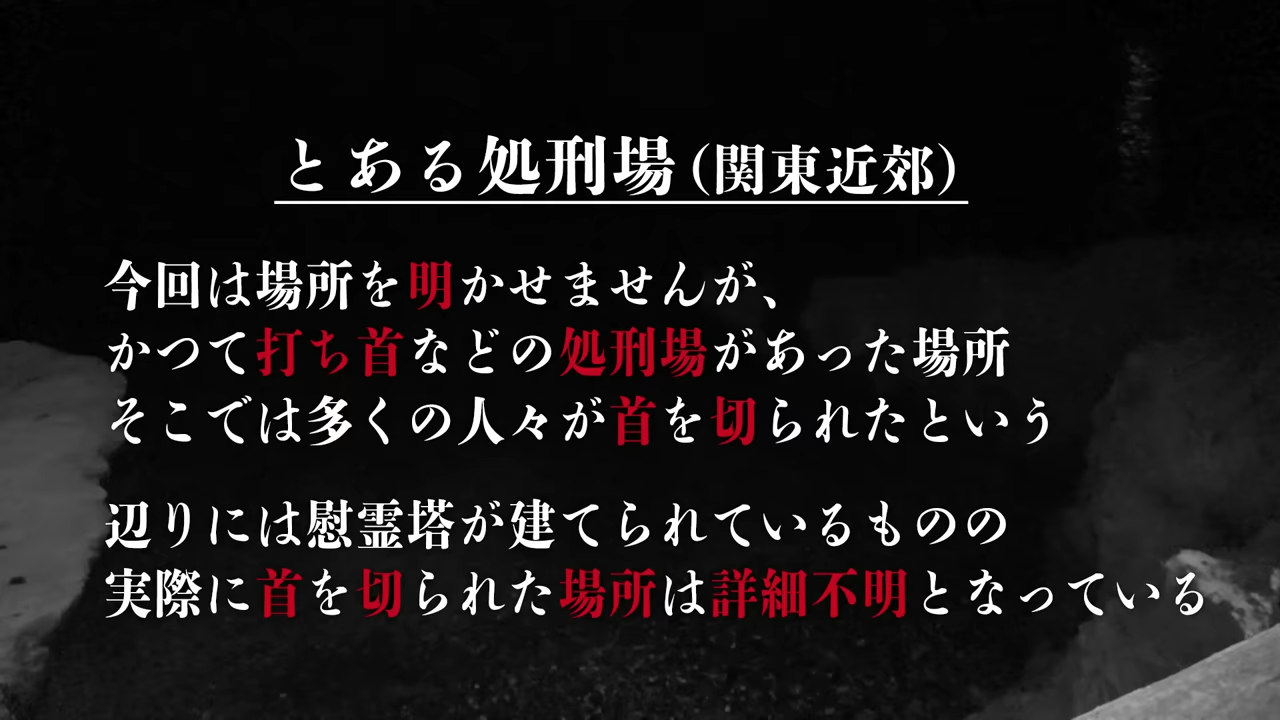 とある処刑場(関東近郊)
今回は場所を明かせませんが、
かつて打ち首などの処刑場があった場所
そこでは多くの人々が首を切られたという
辺りには慰霊塔が建てられているものの
実際に首を切られた場所は詳細不明となっている